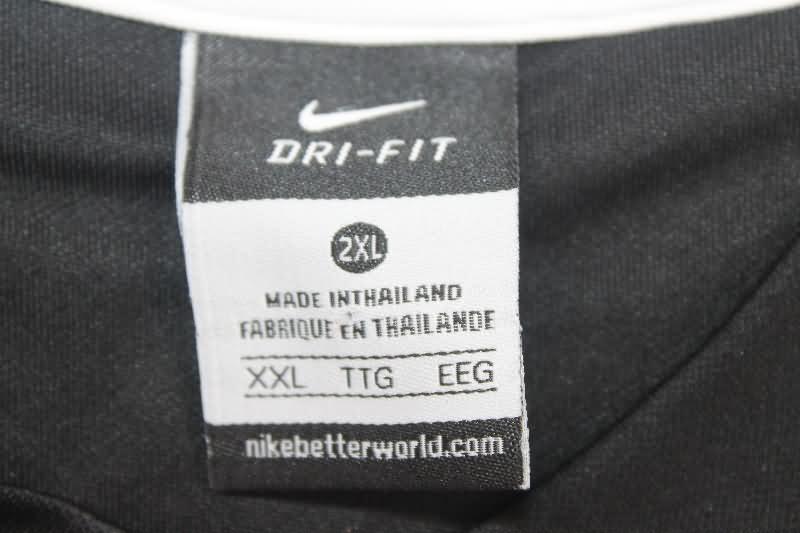 DRI-FIT
2XL
MADE INTHAILAND
FABRIQUE EN THAILANDE
XXL TTG EEG
nikebetterworld.com